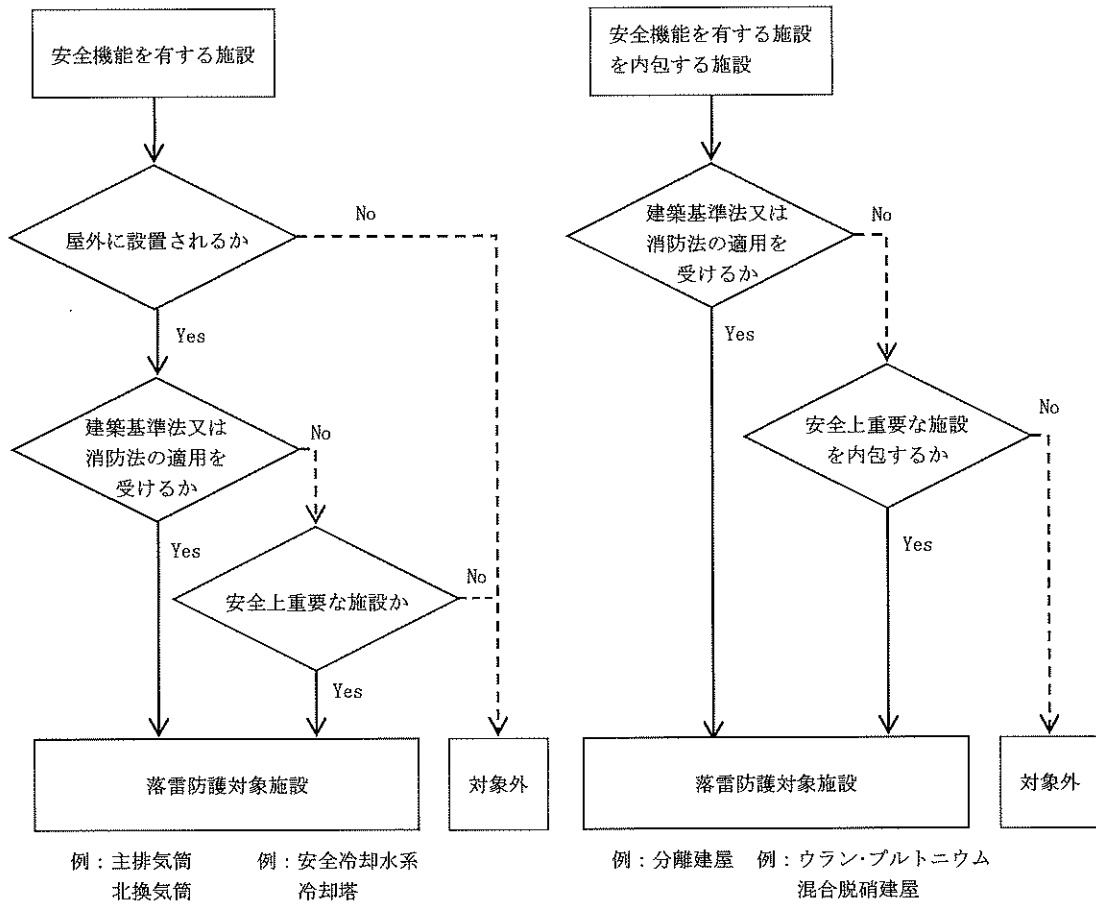 安全機能を有する施設
屋外に設置されるか
No
Yes
建築基準法又は
消防法の適用を
受けるか
No
Yes
安全上重要な施設か
No
Yes
落雷防護対象施設
対象外
例：主排気筒
北換気筒
例：安全冷却水系
冷却塔
安全機能を有する施設
を内包する施設
建築基準法又は
消防法の適用を
受けるか
No
Yes
安全上重要な施設
を内包するか
No
Yes
落雷防護対象施設
対象外
例：分離建屋
例：ウラン・プルトニウム
混合脱硝建屋